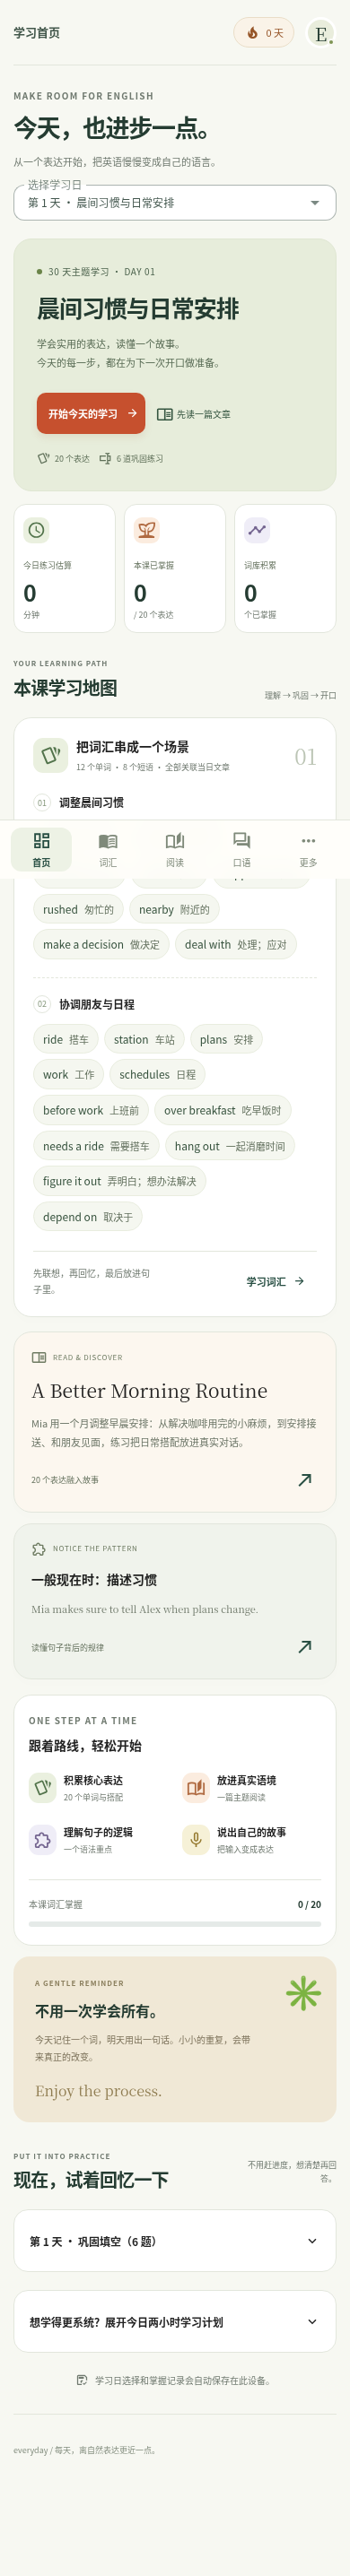 学习首页
0 天
E.
MAKE ROOM FOR ENGLISH
今天，也进步一点。
从一个表达开始，把英语慢慢变成自己的语言。
选择学习日
第 1 天 · 晨间习惯与日常安排
30 天主题学习 · DAY 01
晨间习惯与日常安排
学会实用的表达，读懂一个故事。
今天的每一步，都在为下一次开口做准备。
开始今天的学习 →
先读一篇文章
20 个表达
6 道巩固练习
今日练习估算
0
分钟
本课已掌握
0
/ 20 个表达
词库积累
0
个已掌握
YOUR LEARNING PATH
本课学习地图
理解 → 巩固 → 开口
把词汇串成一个场景
12 个单词 · 8 个短语 · 全部关联当日文章
01
01 调整晨间习惯
首页
词汇
阅读
口语
更多
rushed 匆忙的
nearby 附近的
make a decision 做决定
deal with 处理；应对
02 协调朋友与日程
ride 搭车
station 车站
plans 安排
work 工作
schedules 日程
before work 上班前
over breakfast 吃早饭时
needs a ride 需要搭车
hang out 一起消磨时间
figure it out 弄明白；想办法解决
depend on 取决于
先联想，再回忆，最后放进句
子里。
学习词汇 →
READ & DISCOVER
A Better Morning Routine
Mia 用一个月调整早晨安排：从解决咖啡用完的小麻烦，到安排接
送、和朋友见面，练习把日常搭配放进真实对话。
20 个表达融入故事
NOTICE THE PATTERN
一般现在时：描述习惯
Mia makes sure to tell Alex when plans change.
读懂句子背后的规律
ONE STEP AT A TIME
跟着路线，轻松开始
积累核心表达
20 个单词与搭配
放进真实语境
一篇主题阅读
理解句子的逻辑
一个语法重点
说出自己的故事
把输入变成表达
本课词汇掌握
0 / 20
A GENTLE REMINDER
不用一次学会所有。
今天记住一个词，明天用出一句话。小小的重复，会带
来真正的改变。
Enjoy the process.
PUT IT INTO PRACTICE
现在，试着回忆一下
不用赶进度，想清楚再回
答。
第 1 天 · 巩固填空（6 题）
想学得更系统？展开今日两小时学习计划
学习日选择和掌握记录会自动保存在此设备。
everyday / 每天，离自然表达更近一点。